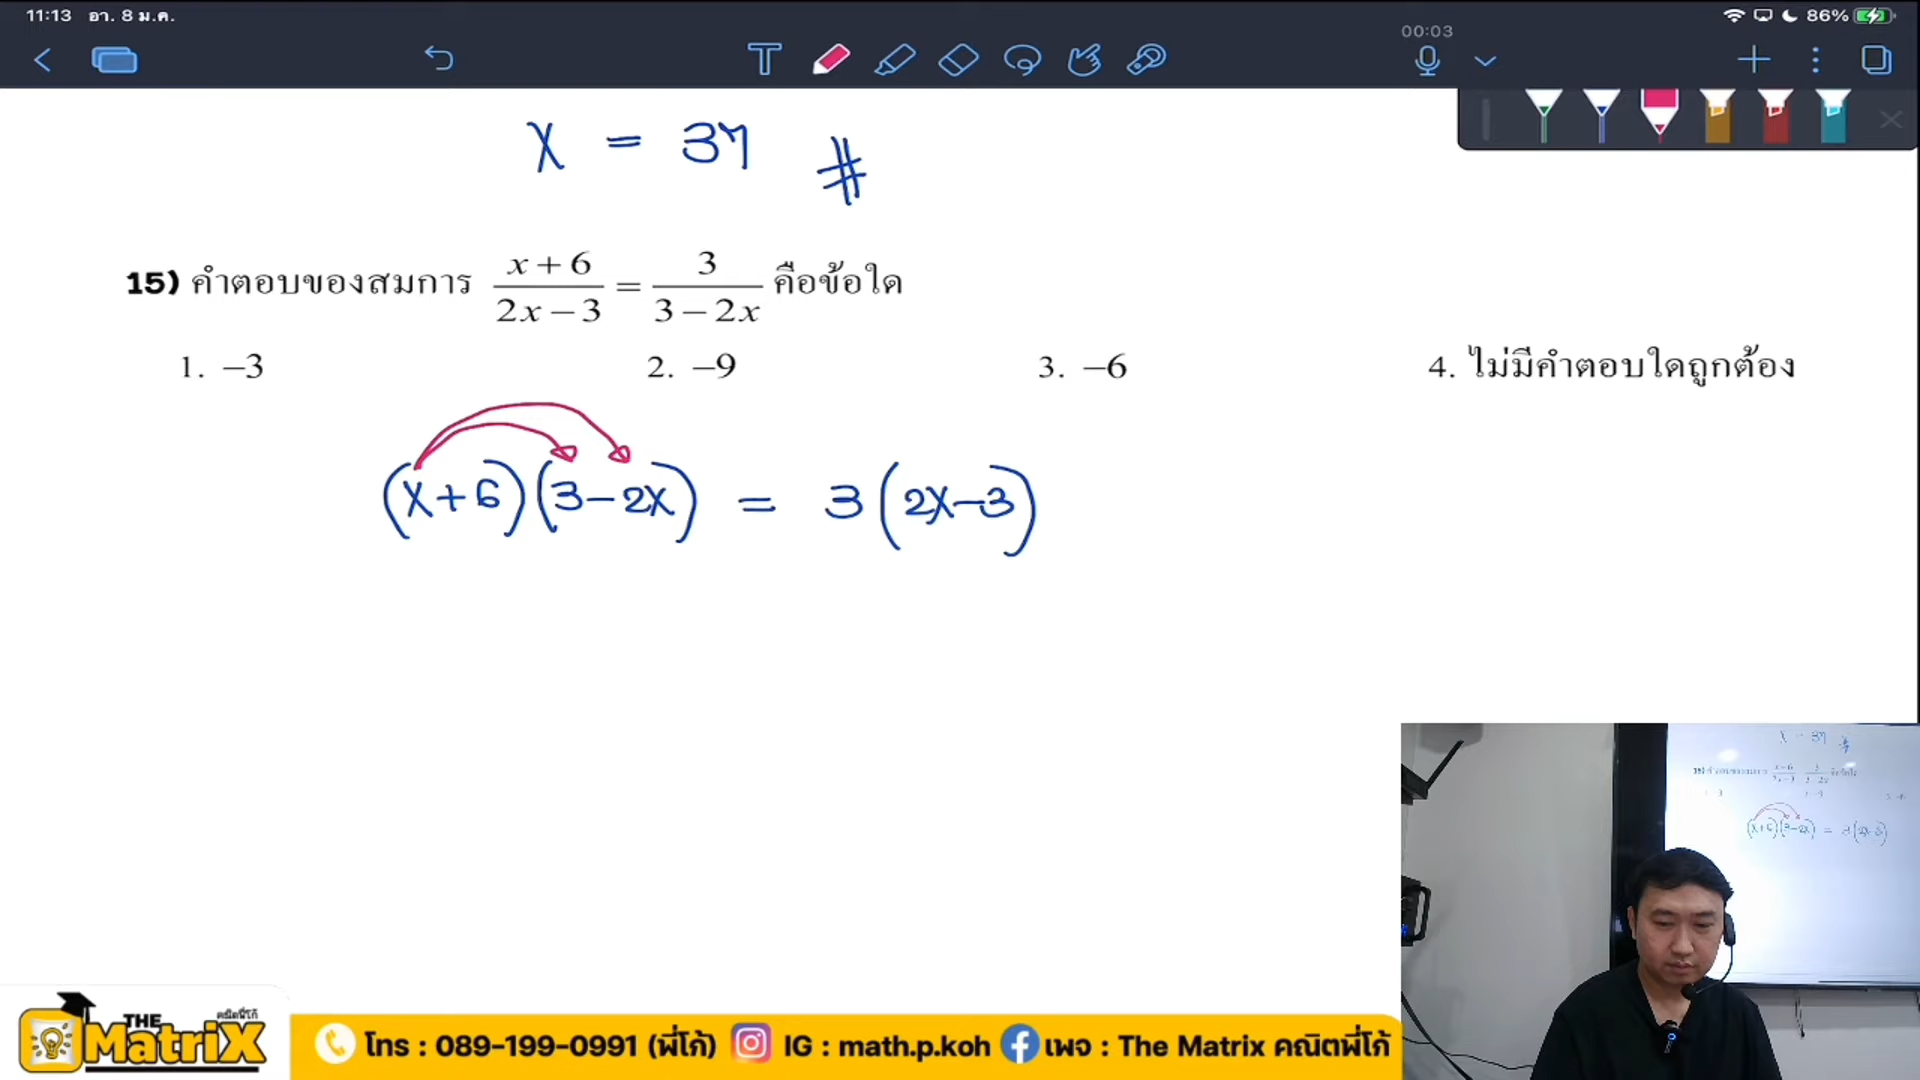 11:13 อา. 8 ม.ค.
86%
00:03
X = 37 #
15) คำตอบของสมการ \frac{x+6}{2x-3} = \frac{3}{3-2x} คือข้อใด
1. -3
2. -9
3. -6
4. ไม่มีคำตอบใดถูกต้อง
(x+6)(3-2x) = 3(2x-3)
THE คณิตพี่โก้
MatriX
โทร : 089-199-0991 (พี่โก้) IG : math.p.koh เพจ : The Matrix คณิตพี่โก้